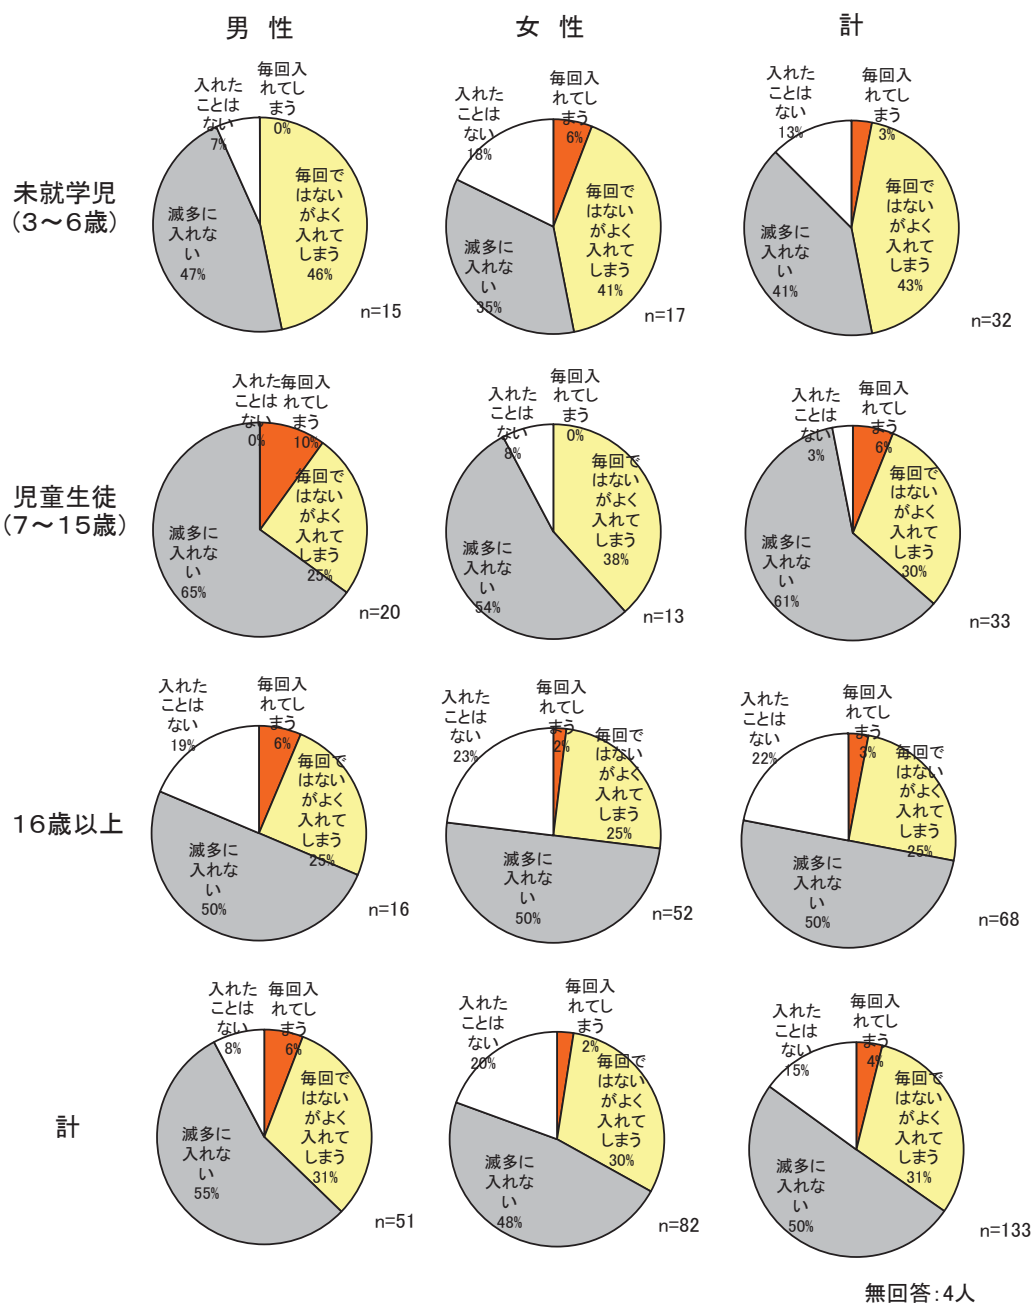 男 性
女 性
計
未就学児
(3～6歳)
入れた
ことは
ない
7%
毎回入
れてし
まう
0%
毎回で
はない
がよく
入れて
しまう
46%
滅多に
入れな
い
47%
n=15
入れた
ことは
ない
18%
毎回入
れてし
まう
6%
毎回で
はない
がよく
入れて
しまう
41%
滅多に
入れな
い
35%
n=17
入れた
ことは
ない
13%
毎回入
れてし
まう
3%
毎回で
はない
がよく
入れて
しまう
43%
滅多に
入れな
い
41%
n=32
児童生徒
(7～15歳)
入れた
ことは
ない
0%
毎回入
れてし
まう
10%
毎回で
はない
がよく
入れて
しまう
25%
滅多に
入れな
い
65%
n=20
入れた
ことは
ない
8%
毎回入
れてし
まう
0%
毎回で
はない
がよく
入れて
しまう
38%
滅多に
入れな
い
54%
n=13
入れた
ことは
ない
3%
毎回入
れてし
まう
6%
毎回で
はない
がよく
入れて
しまう
30%
滅多に
入れな
い
61%
n=33
16歳以上
入れた
ことは
ない
19%
毎回入
れてし
まう
6%
毎回で
はない
がよく
入れて
しまう
25%
滅多に
入れな
い
50%
n=16
入れた
ことは
ない
23%
毎回入
れてし
まう
2%
毎回で
はない
がよく
入れて
しまう
25%
滅多に
入れな
い
50%
n=52
入れた
ことは
ない
22%
毎回入
れてし
まう
3%
毎回で
はない
がよく
入れて
しまう
25%
滅多に
入れな
い
50%
n=68
計
入れた
ことは
ない
8%
毎回入
れてし
まう
6%
毎回で
はない
がよく
入れて
しまう
31%
滅多に
入れな
い
55%
n=51
入れた
ことは
ない
20%
毎回入
れてし
まう
2%
毎回で
はない
がよく
入れて
しまう
30%
滅多に
入れな
い
48%
n=82
入れた
ことは
ない
15%
毎回入
れてし
まう
4%
毎回で
はない
がよく
入れて
しまう
31%
滅多に
入れな
い
50%
n=133
無回答：4人